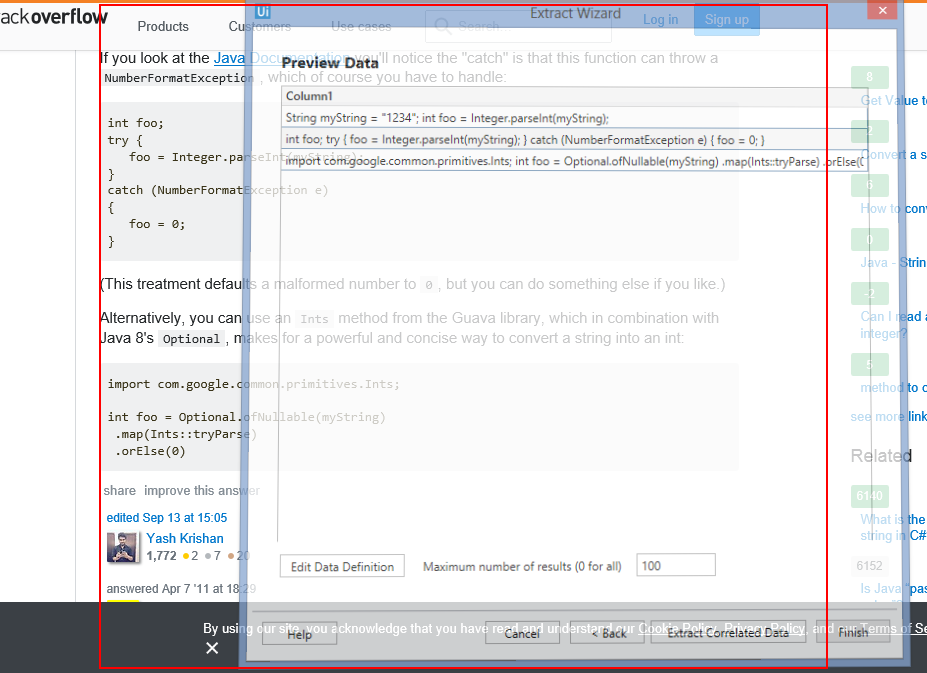 ackoverflow
Products
Customers
Use cases
Search
Log in
Sign up
Ui
Extract Wizard
If you look at the Java Documentation you'll notice the "catch" is that this function can throw a
NumberFormatException, which of course you have to handle:
int foo;
try {
foo = Integer.parseInt(myString);
}
catch (NumberFormatException e)
{
foo = 0;
}
(This treatment defaults a malformed number to 0, but you can do something else if you like.)
Alternatively, you can use an Ints method from the Guava library, which in combination with
Java 8's Optional, makes for a powerful and concise way to convert a string into an int:
import com.google.common.primitives.Ints;
int foo = Optional.ofNullable(myString)
.map(Ints::tryParse)
.orElse(0)
share improve this answer
edited Sep 13 at 15:05
Yash Krishan
1,772 2 7 20
answered Apr 7 '11 at 18:29
Preview Data
Column1
String myString = "1234"; int foo = Integer.parseInt(myString);
int foo; try { foo = Integer.parseInt(myString); } catch (NumberFormatException e) { foo = 0; }
import com.google.common.primitives.Ints; int foo = Optional.ofNullable(myString) .map(Ints::tryParse) .orElse(0
Edit Data Definition
Maximum number of results (0 for all)
100
Help
Cancel
< Back
Extract Correlated Data
Finish
8
Get Value t
2
Convert a s
6
How to con
0
Java - Strin
-2
Can I read a
integer?
5
method to c
see more link
Related
6140
What is the
string in C#
6152
Is Java "pas
By using our site, you acknowledge that you have read and understand our Cookie Policy, Privacy Policy, and our Terms of Se